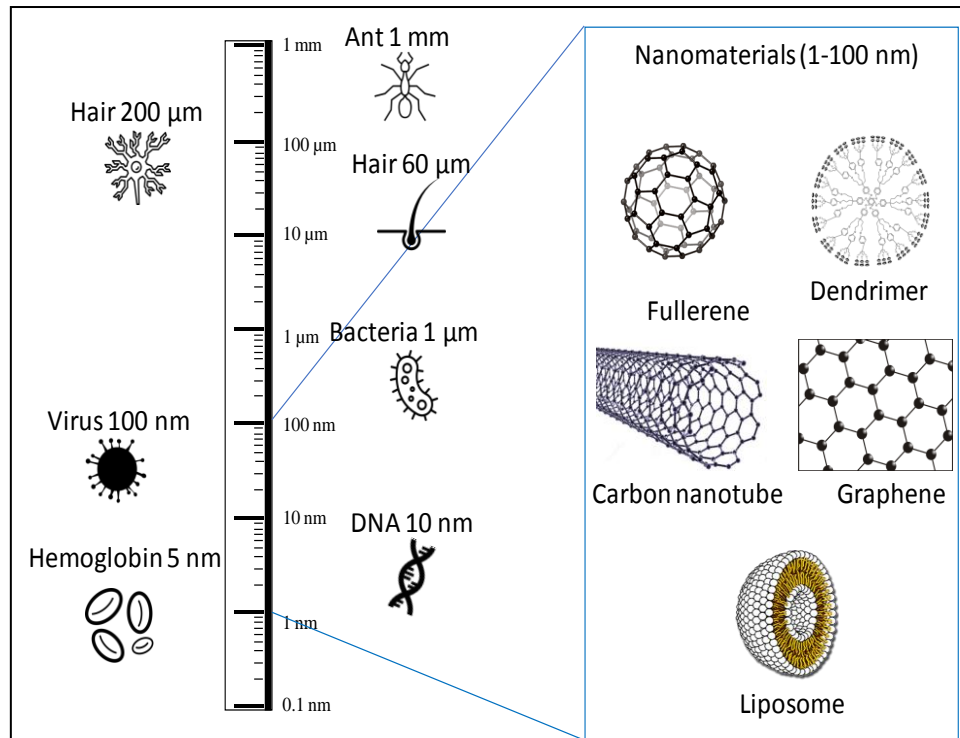 1 mm
Ant 1 mm
Nanomaterials (1-100 nm)
Hair 200 µm
100 µm
Hair 60 µm
10 µm
Fullerene
Dendrimer
1 µm
Bacteria 1 µm
Virus 100 nm
100 nm
Carbon nanotube
Graphene
10 nm
DNA 10 nm
Hemoglobin 5 nm
1 nm
0.1 nm
Liposome